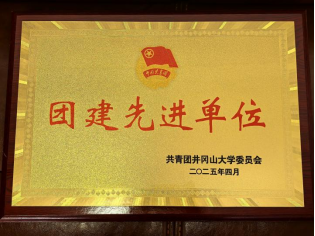 团建先进单位
共青团井冈山大学委员会
二〇二五年四月